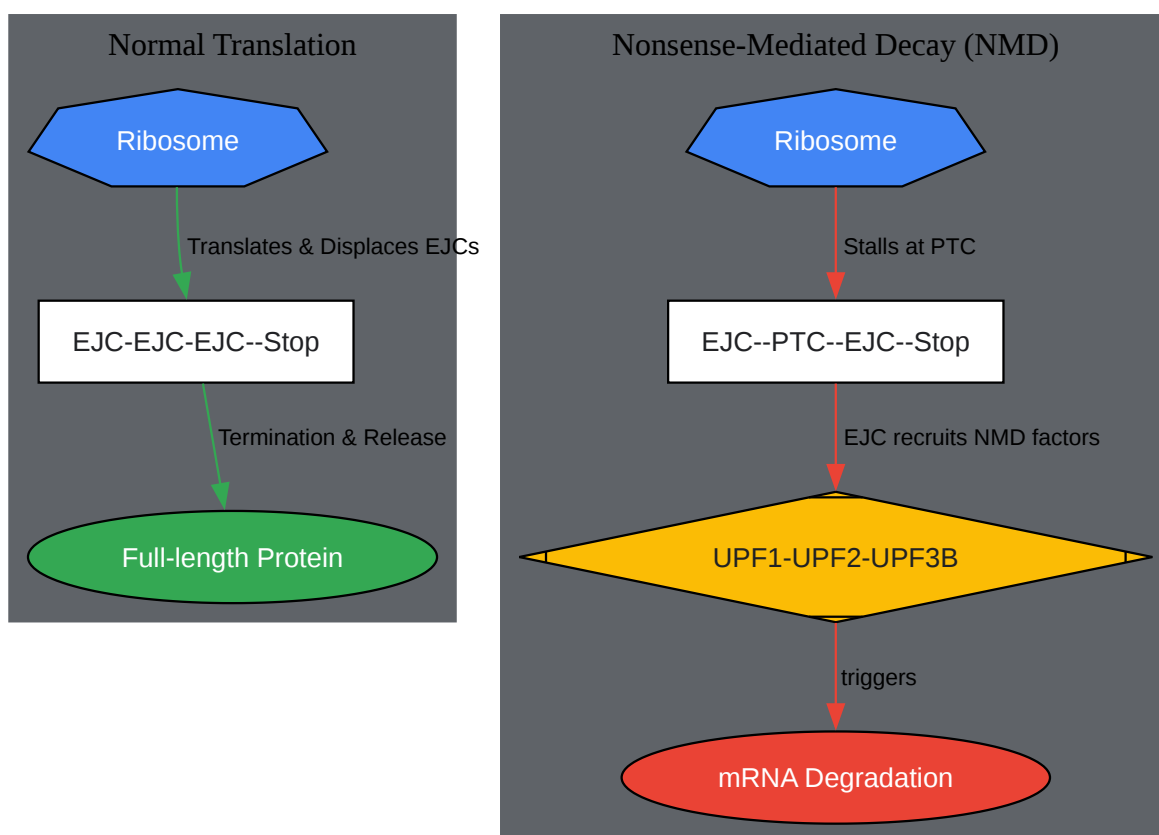 Normal Translation
Ribosome
Translates & Displaces EJCs
EJC-EJC-EJC--Stop
Termination & Release
Full-length Protein
Nonsense-Mediated Decay (NMD)
Ribosome
Stalls at PTC
EJC--PTC--EJC--Stop
EJC recruits NMD factors
UPF1-UPF2-UPF3B
triggers
mRNA Degradation